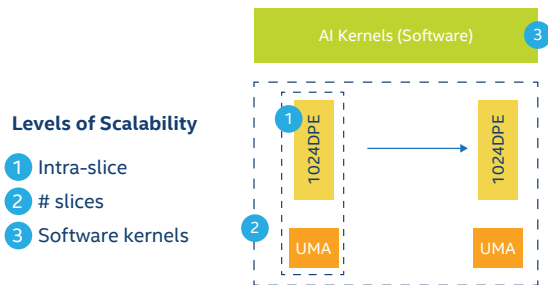 AI Kernels (Software)
3
Levels of Scalability
1 Intra-slice
2 # slices
3 Software kernels
1
1024DPE
1024DPE
2
UMA
UMA